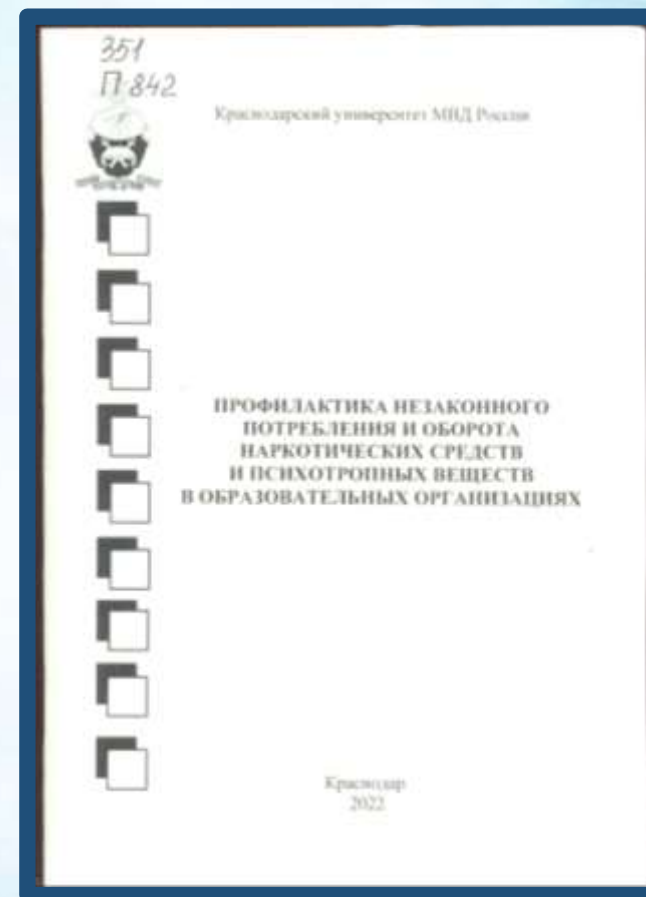 351
П 842
Краснодарский университет МВД России
ПРОФИЛАКТИКА НЕЗАКОННОГО
ПОТРЕБЛЕНИЯ И ОБОРОТА
НАРКОТИЧЕСКИХ СРЕДСТВ
И ПСИХОТРОПНЫХ ВЕЩЕСТВ
В ОБРАЗОВАТЕЛЬНЫХ ОРГАНИЗАЦИЯХ
Краснодар
2022